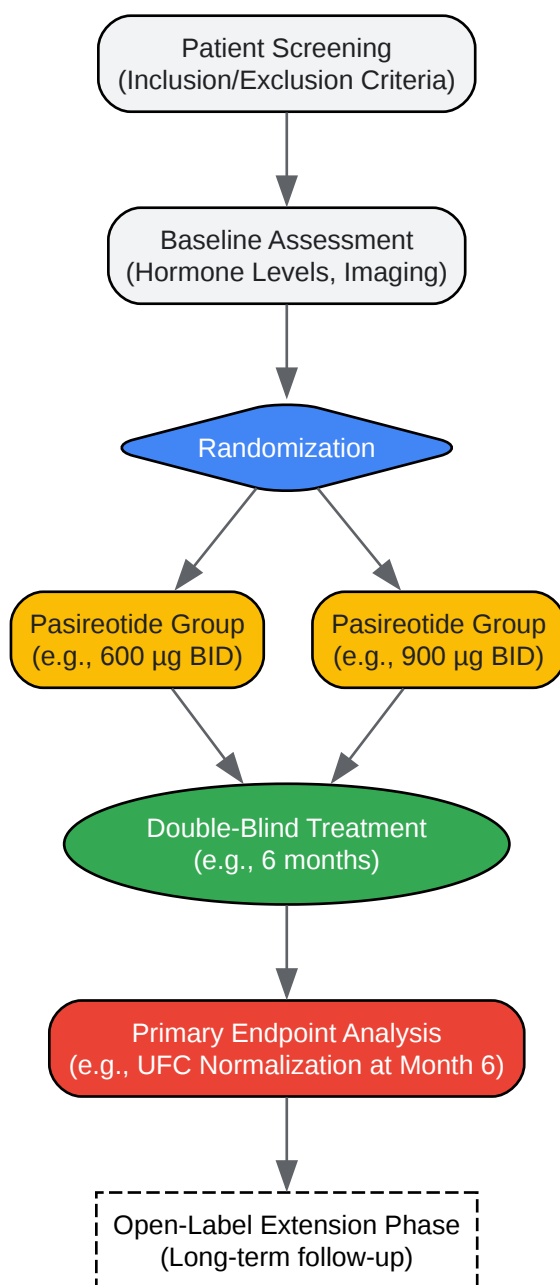 Patient Screening
(Inclusion/Exclusion Criteria)
Baseline Assessment
(Hormone Levels, Imaging)
Randomization
Pasireotide Group
(e.g., 600 µg BID)
Pasireotide Group
(e.g., 900 µg BID)
Double-Blind Treatment
(e.g., 6 months)
Primary Endpoint Analysis
(e.g., UFC Normalization at Month 6)
Open-Label Extension Phase
(Long-term follow-up)